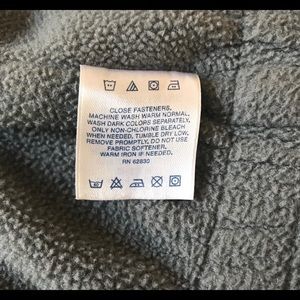 CLOSE FASTENERS.
MACHINE WASH WARM NORMAL.
WASH DARK COLORS SEPARATELY.
ONLY NON-CHLORINE BLEACH
WHEN NEEDED. TUMBLE DRY LOW.
REMOVE PROMPTLY. DO NOT USE
FABRIC SOFTENER.
WARM IRON IF NEEDED.
RN 62830